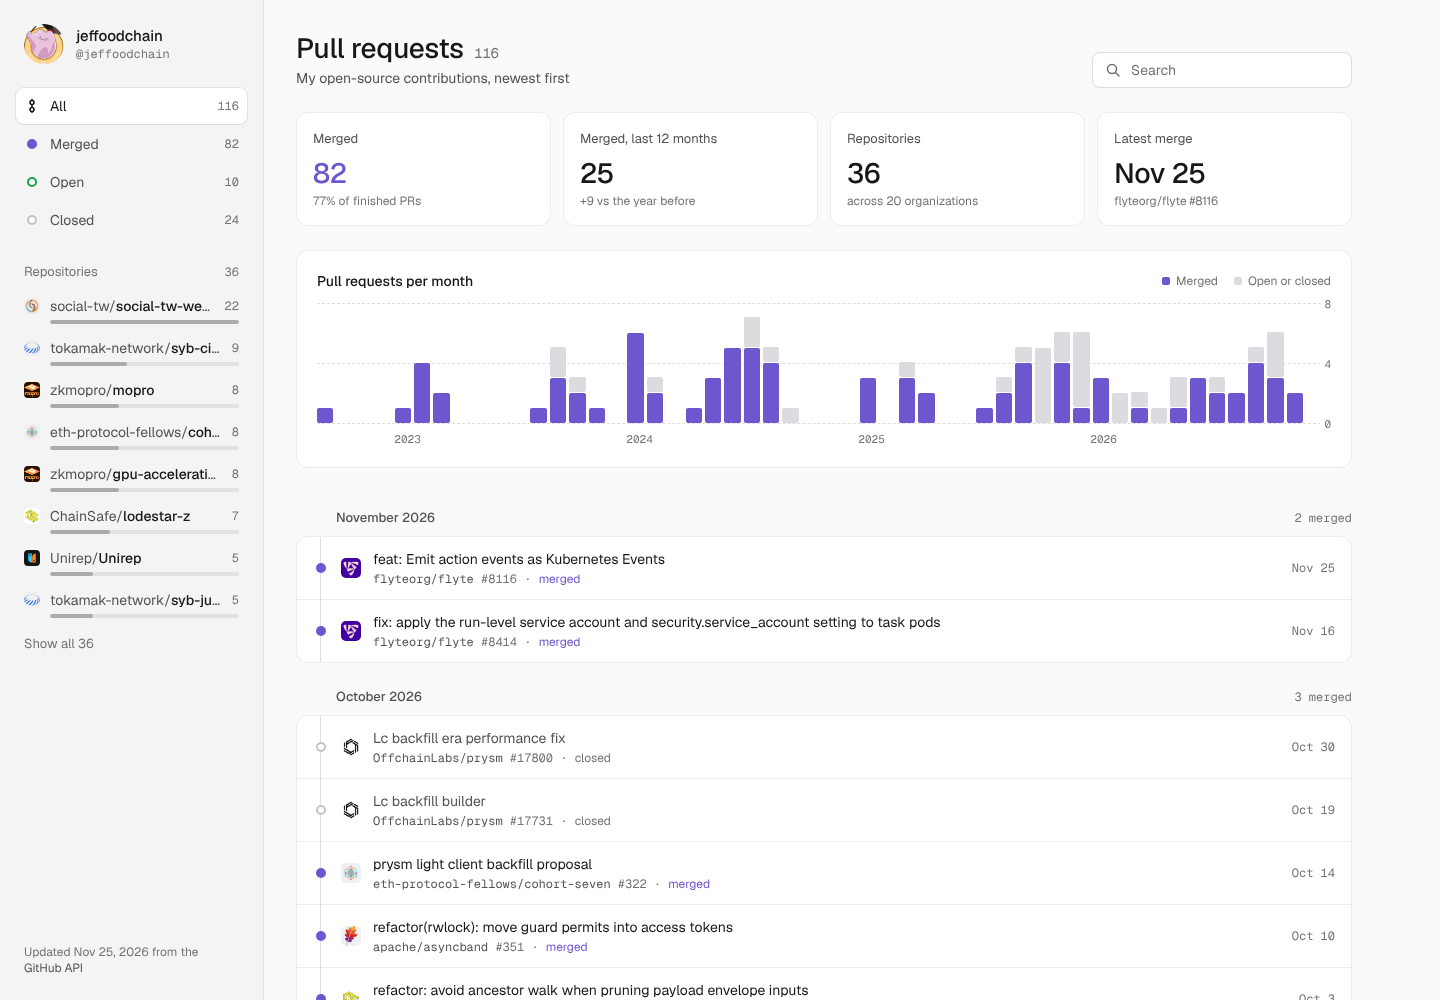 jeffoodchain
@jeffoodchain
All 116
Merged 82
Open 10
Closed 24
Repositories 36
social-tw/social-tw-we... 22
tokamak-network/syb-ci... 9
zkmopro/mopro 8
eth-protocol-fellows/coh... 8
zkmopro/gpu-accelerati... 8
ChainSafe/lodestar-z 7
Unirep/Unirep 5
tokamak-network/syb-ju... 5
Show all 36
Updated Nov 25, 2026 from the
GitHub API
Pull requests 116
My open-source contributions, newest first
Search
Merged
82
77% of finished PRs
Merged, last 12 months
25
+9 vs the year before
Repositories
36
across 20 organizations
Latest merge
Nov 25
flyteorg/flyte #8116
Pull requests per month
Merged Open or closed
8
4
0
2023 2024 2025 2026
November 2026 2 merged
feat: Emit action events as Kubernetes Events
flyteorg/flyte #8116 · merged
Nov 25
fix: apply the run-level service account and security.service_account setting to task pods
flyteorg/flyte #8414 · merged
Nov 16
October 2026 3 merged
Lc backfill era performance fix
OffchainLabs/prysm #17800 · closed
Oct 30
Lc backfill builder
OffchainLabs/prysm #17731 · closed
Oct 19
prysm light client backfill proposal
eth-protocol-fellows/cohort-seven #322 · merged
Oct 14
refactor(rwlock): move guard permits into access tokens
apache/asyncband #351 · merged
Oct 10
refactor: avoid ancestor walk when pruning payload envelope inputs
Oct 3